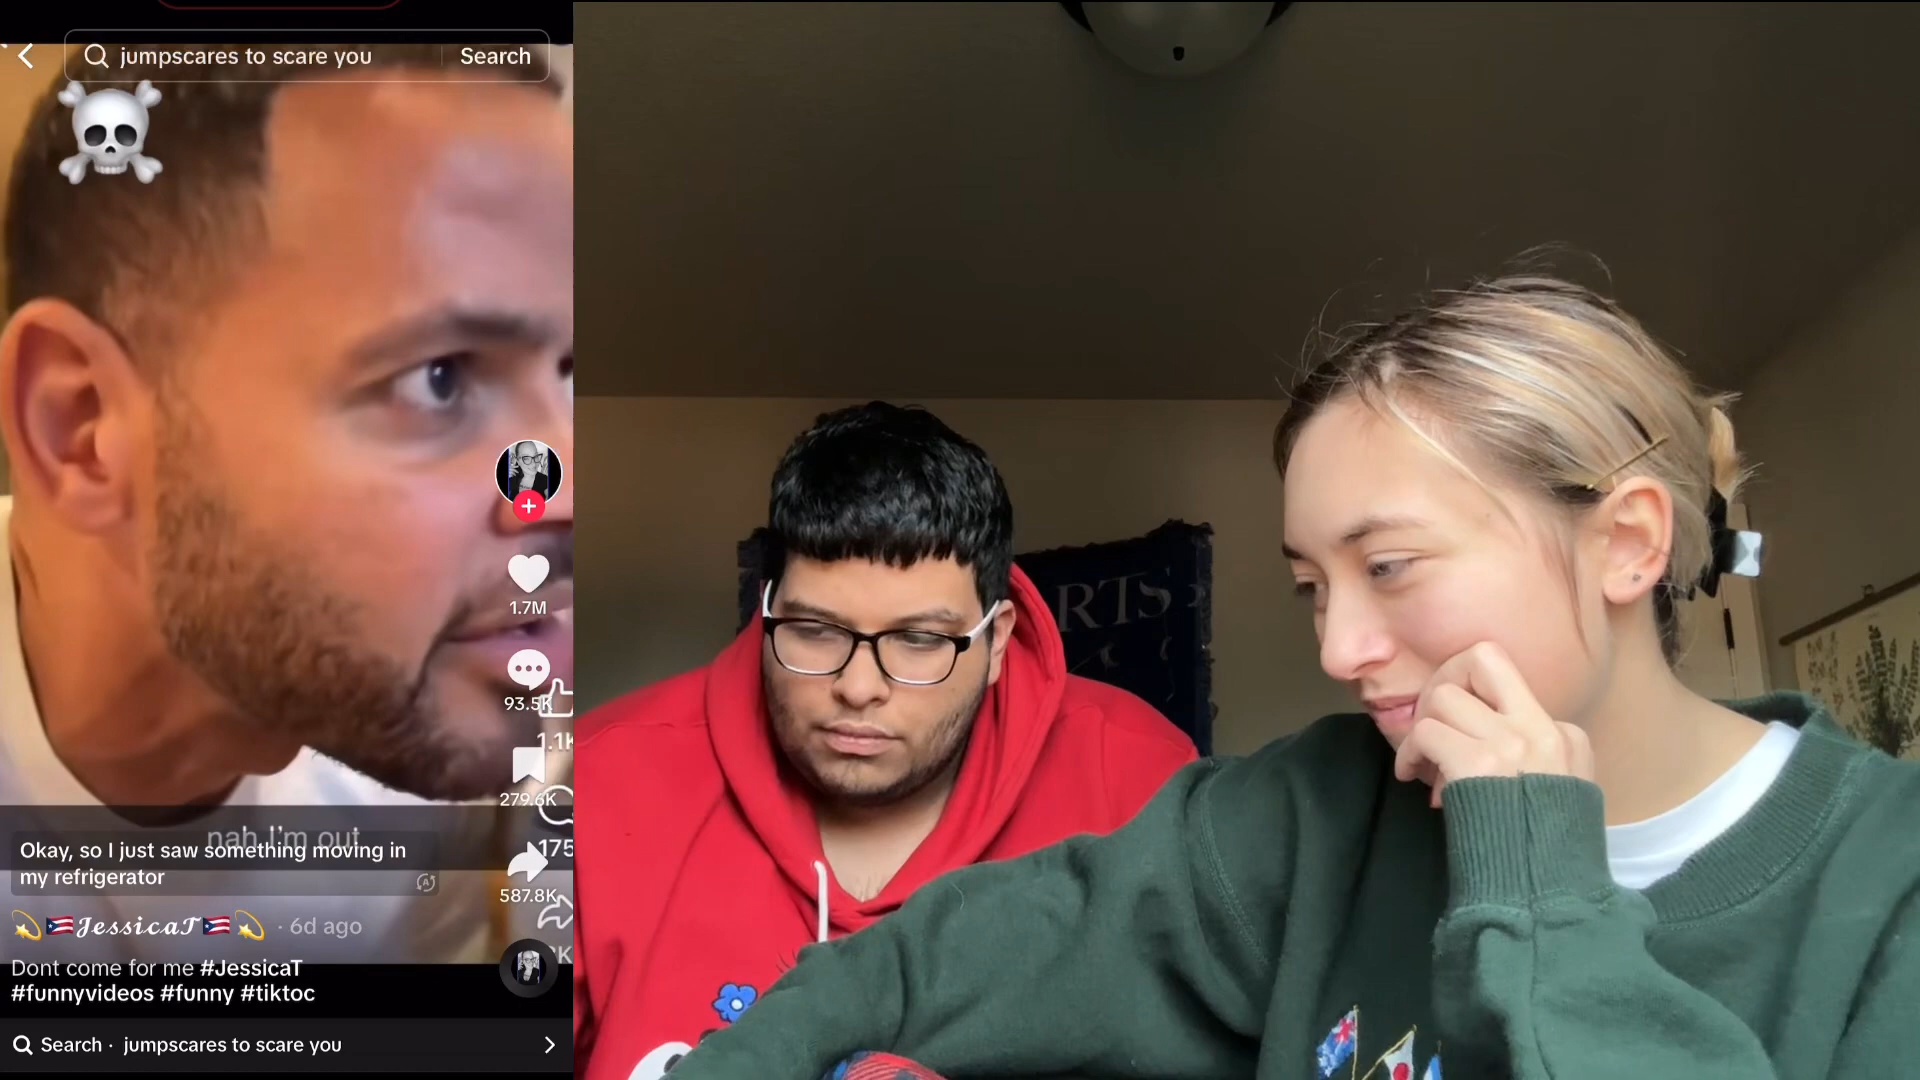 jumpscares to scare you
Search
1.7M
93.5K
1.1K
279.6K
175
587.8K
K
nah I'm out
Okay, so I just saw something moving in
my refrigerator
JessicaT
· 6d ago
Dont come for me #JessicaT
#funnyvideos #funny #tiktoc
Search · jumpscares to scare you
RTS